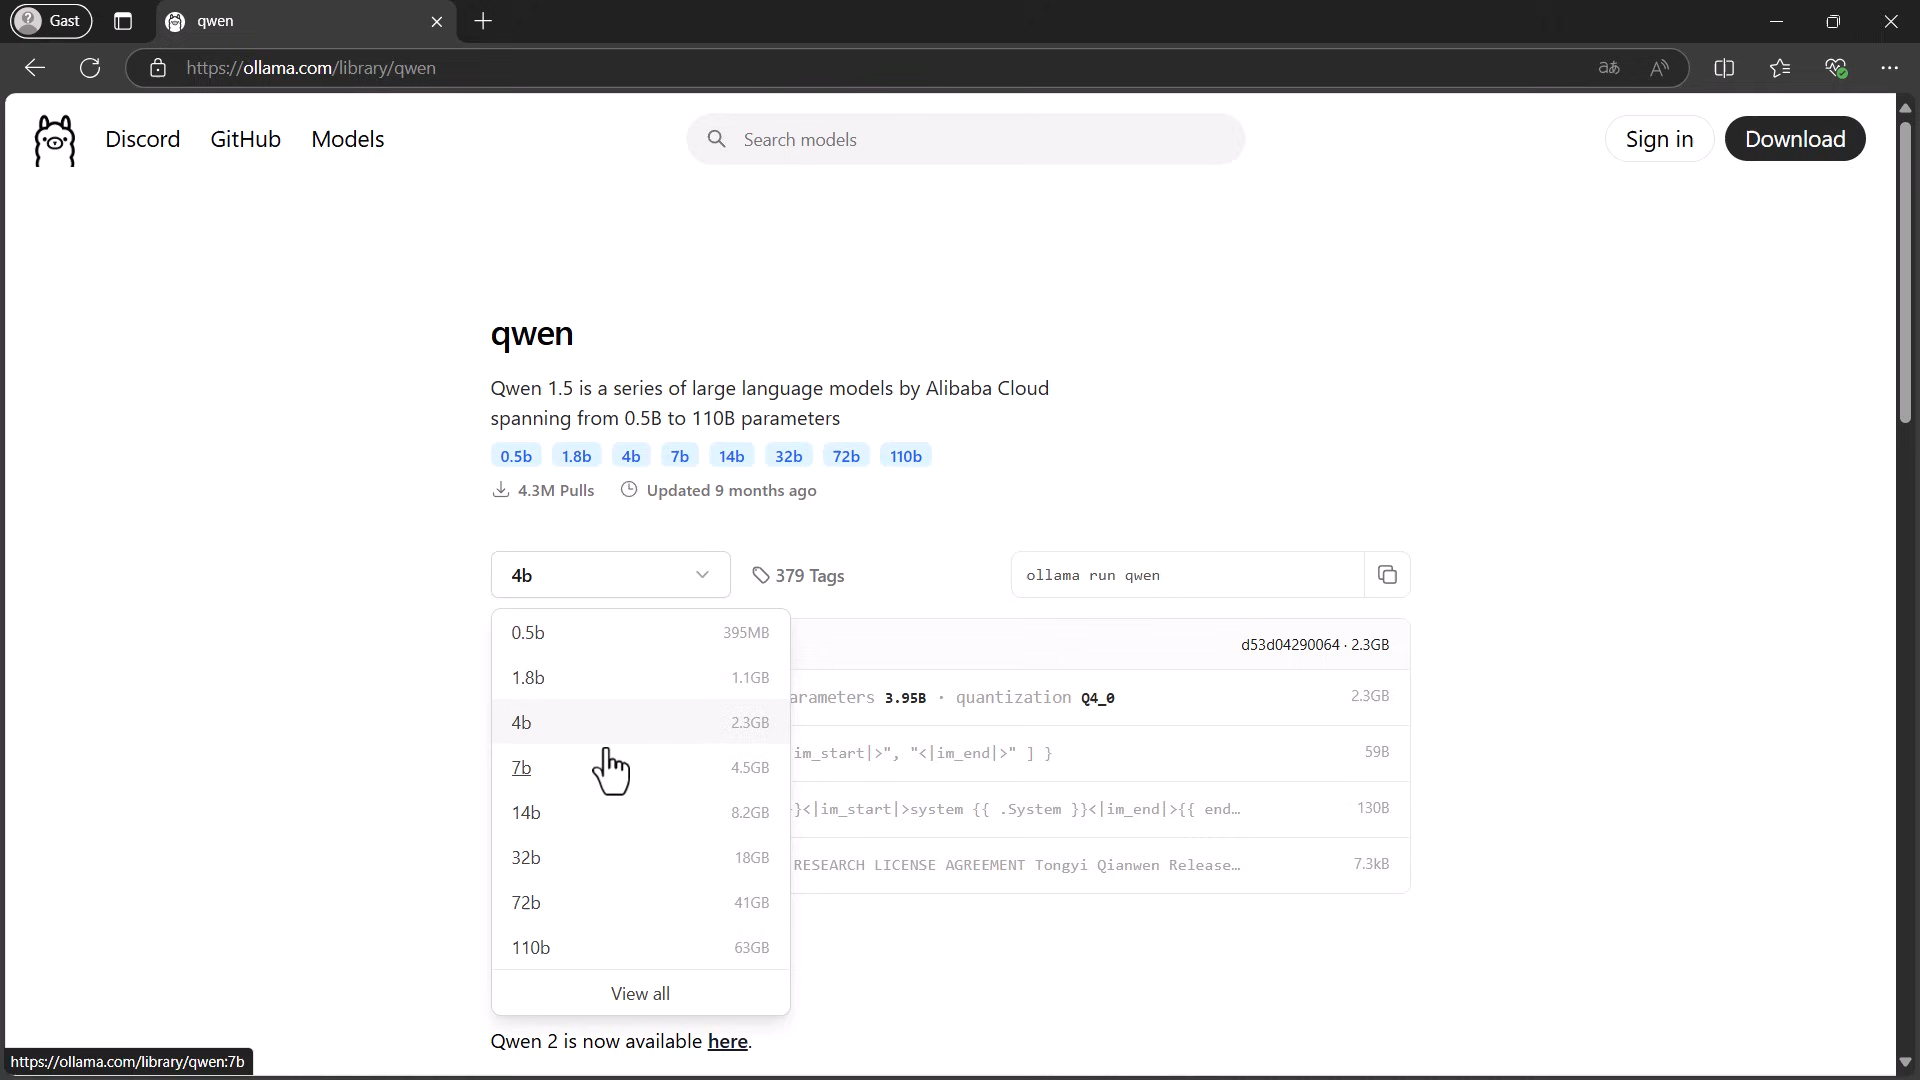 Gast
qwen
https://ollama.com/library/qwen
Discord
GitHub
Models
Search models
Sign in
Download
qwen
Qwen 1.5 is a series of large language models by Alibaba Cloud
spanning from 0.5B to 110B parameters
0.5b 1.8b 4b 7b 14b 32b 72b 110b
4.3M Pulls Updated 9 months ago
4b
379 Tags
ollama run qwen
0.5b 395MB
1.8b 1.1GB
4b 2.3GB
7b 4.5GB
14b 8.2GB
32b 18GB
72b 41GB
110b 63GB
View all
d53d04290064 · 2.3GB
arameters 3.95B · quantization Q4_0 2.3GB
im_start|>", "<|im_end|>" ] } 59B
}<|im_start|>system {{ .System }}<|im_end|>{{ end… 130B
RESEARCH LICENSE AGREEMENT Tongyi Qianwen Release… 7.3kB
Qwen 2 is now available here.
https://ollama.com/library/qwen:7b